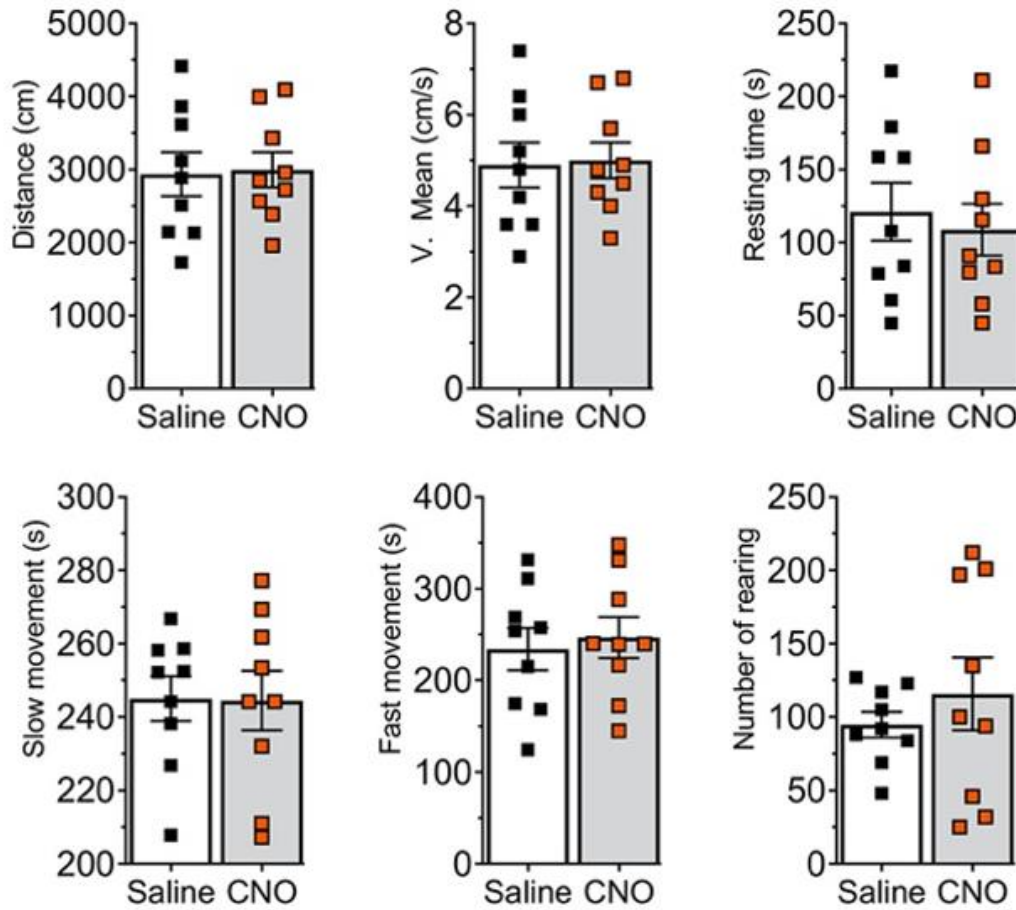 Distance (cm)
5000
4000
3000
2000
1000
0
Saline CNO
V. Mean (cm/s)
8
6
4
2
0
Saline CNO
Resting time (s)
250
200
150
100
50
0
Saline CNO
Slow movement (s)
300
280
260
240
220
200
Saline CNO
Fast movement (s)
400
300
200
100
0
Saline CNO
Number of rearing
250
200
150
100
50
0
Saline CNO